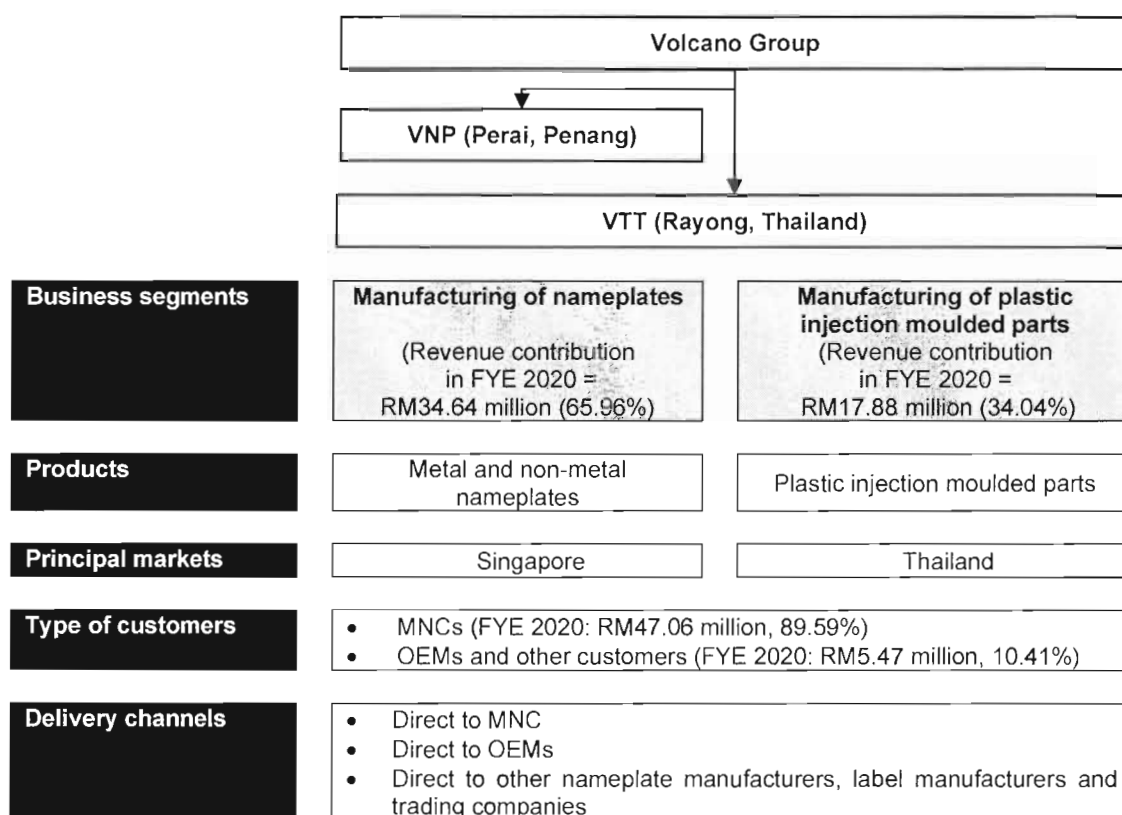 Volcano Group
VNP (Perai, Penang)
VTT (Rayong, Thailand)
Business segments
Manufacturing of nameplates
(Revenue contribution
in FYE 2020 =
RM34.64 million (65.96%)
Manufacturing of plastic
injection moulded parts
(Revenue contribution
in FYE 2020 =
RM17.88 million (34.04%)
Products
Metal and non-metal
nameplates
Plastic injection moulded parts
Principal markets
Singapore
Thailand
Type of customers
• MNCs (FYE 2020: RM47.06 million, 89.59%)
• OEMs and other customers (FYE 2020: RM5.47 million, 10.41%)
Delivery channels
• Direct to MNC
• Direct to OEMs
• Direct to other nameplate manufacturers, label manufacturers and
trading companies